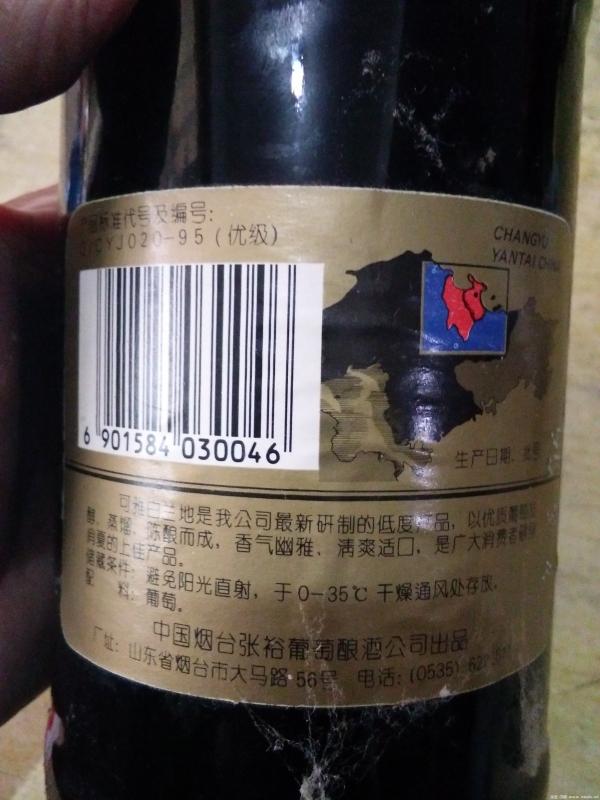 产品标准代号及编号:
Q/CYJ020-95(优级)
CHANGYU
YANTAI CHINA
6 901584 030046
生产日期、批号
可雅白兰地是我公司最新研制的低度酒品，以优质葡萄
酵、蒸馏、陈酿而成，香气幽雅、清爽适口，是广大消费者
消夏的上佳产品。
储藏条件：避免阳光直射，于0-35℃干燥通风处存放。
配 料：葡萄。
中国烟台张裕葡萄酿酒公司出品
厂址：山东省烟台市大马路56号 电话:(0535)